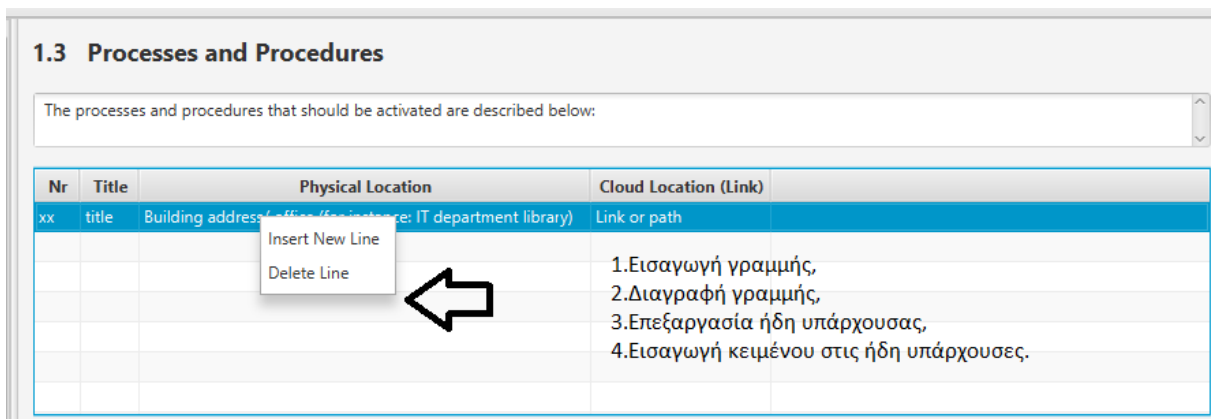 1.3 Processes and Procedures
The processes and procedures that should be activated are described below:
Nr Title Physical Location Cloud Location (Link)
xx title Building address/ office (for instance: IT department library) Link or path
Insert New Line
Delete Line
1.Εισαγωγή γραμμής,
2.Διαγραφή γραμμής,
3.Επεξαργασία ήδη υπάρχουσας,
4.Εισαγωγή κειμένου στις ήδη υπάρχουσες.